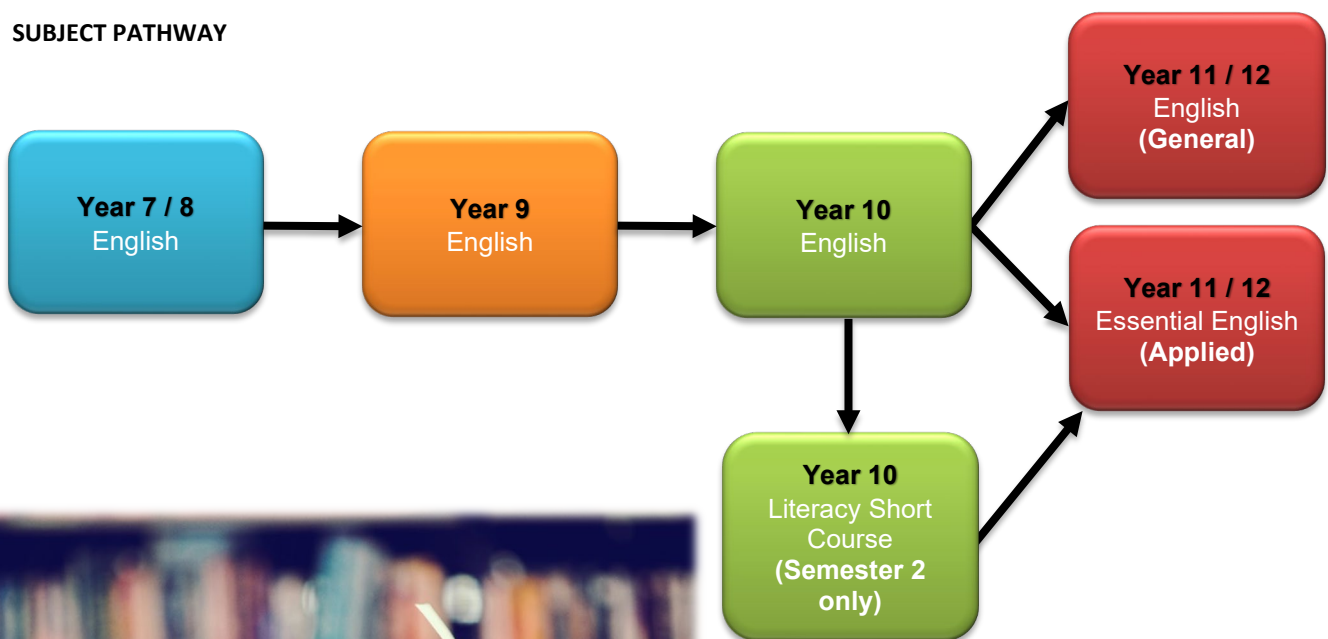 SUBJECT PATHWAY
Year 7 / 8
English
Year 9
English
Year 10
English
Year 11 / 12
English
(General)
Year 11 / 12
Essential English
(Applied)
Year 10
Literacy Short
Course
(Semester 2
only)